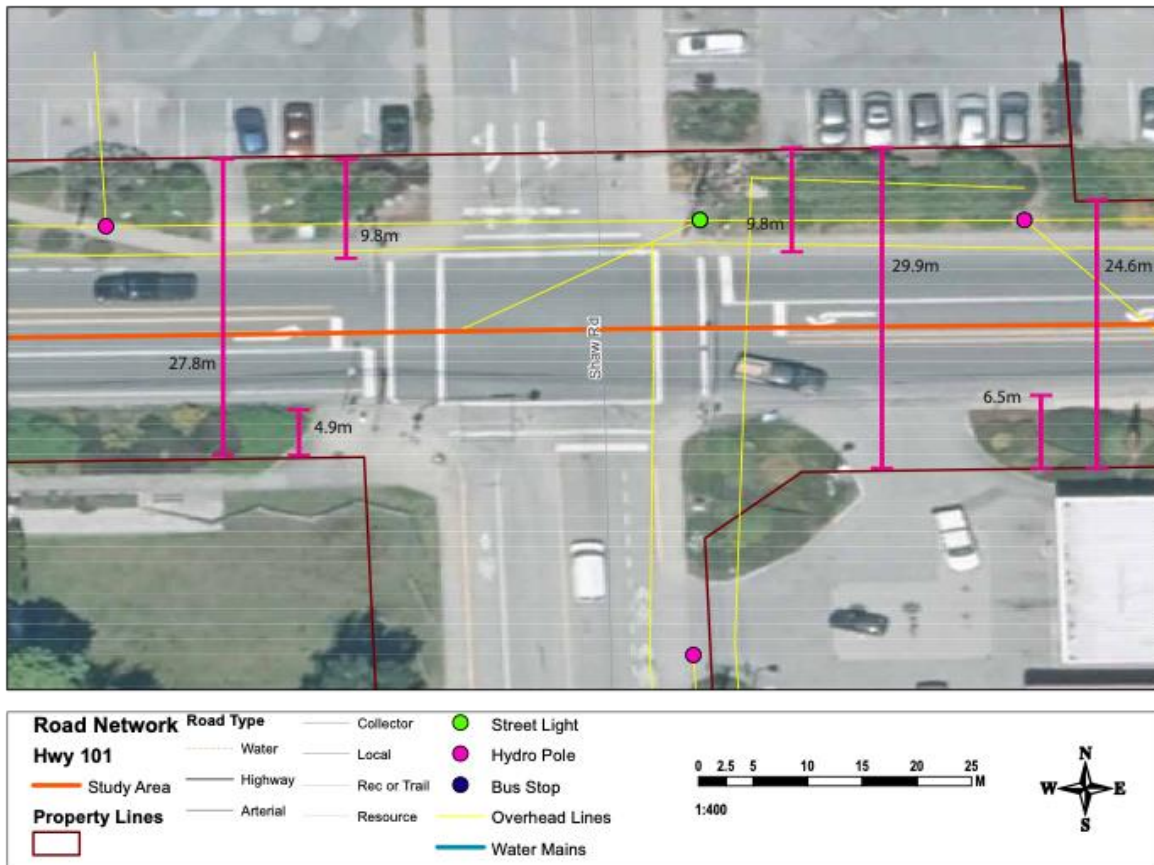 9.8m
9.8m
29.9m
24.6m
Shaw Rd
27.8m
6.5m
4.9m
Road Network
Hwy 101
Study Area
Property Lines
Road Type
Water
Highway
Arterial
Collector
Local
Rec or Trail
Resource
Street Light
Hydro Pole
Bus Stop
Overhead Lines
Water Mains
0 2.5 5 10 15 20 25
M
1:400
N
W E
S